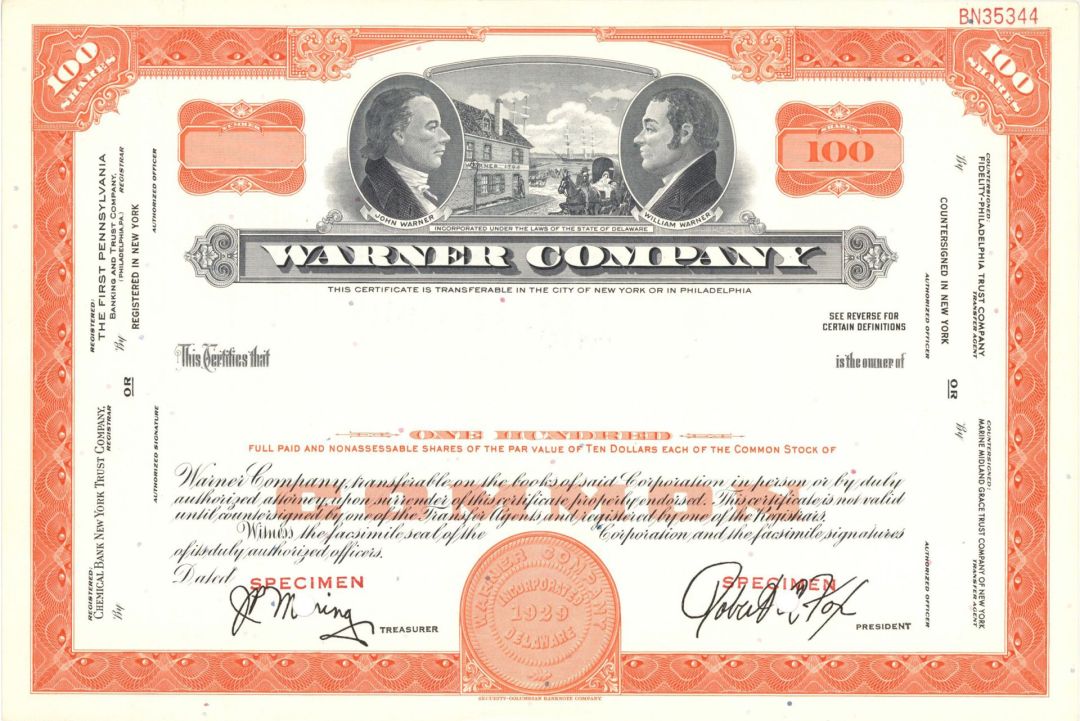 BN35344
100 SHARES
100 SHARES
NUMBER
SHARES
100
WARNER 1794
JOHN WARNER
WILLIAM WARNER
INCORPORATED UNDER THE LAWS OF THE STATE OF DELAWARE
WARNER COMPANY
THIS CERTIFICATE IS TRANSFERABLE IN THE CITY OF NEW YORK OR IN PHILADELPHIA
SEE REVERSE FOR
CERTAIN DEFINITIONS
This Certifies that
is the owner of
ONE HUNDRED
FULL PAID AND NONASSESSABLE SHARES OF THE PAR VALUE OF TEN DOLLARS EACH OF THE COMMON STOCK OF
COMMON
Warner Company, transferable on the books of said Corporation in person or by duly
authorized attorney, upon surrender of this certificate properly endorsed. This certificate is not valid
until countersigned by one of the Transfer Agents and registered by one of the Registrars.
Witness the facsimile seal of the Corporation and the facsimile signatures
of its duly authorized officers.
Dated
SPECIMEN
SPECIMEN
TREASURER
Robert C Fox
PRESIDENT
WARNER COMPANY
INCORPORATED
1929
DELAWARE
SECURITY-COLUMBIAN BANKNOTE COMPANY
REGISTERED:
THE FIRST PENNSYLVANIA
BANKING AND TRUST COMPANY,
(PHILADELPHIA, PA.) REGISTRAR
By
REGISTERED IN NEW YORK
AUTHORIZED OFFICER
OR
REGISTERED:
CHEMICAL BANK NEW YORK TRUST COMPANY,
REGISTRAR
By
AUTHORIZED SIGNATURE
COUNTERSIGNED:
FIDELITY-PHILADELPHIA TRUST COMPANY
TRANSFER AGENT
By
COUNTERSIGNED IN NEW YORK
AUTHORIZED OFFICER
OR
COUNTERSIGNED:
MARINE MIDLAND GRACE TRUST COMPANY OF NEW YORK
TRANSFER AGENT
By
AUTHORIZED OFFICER